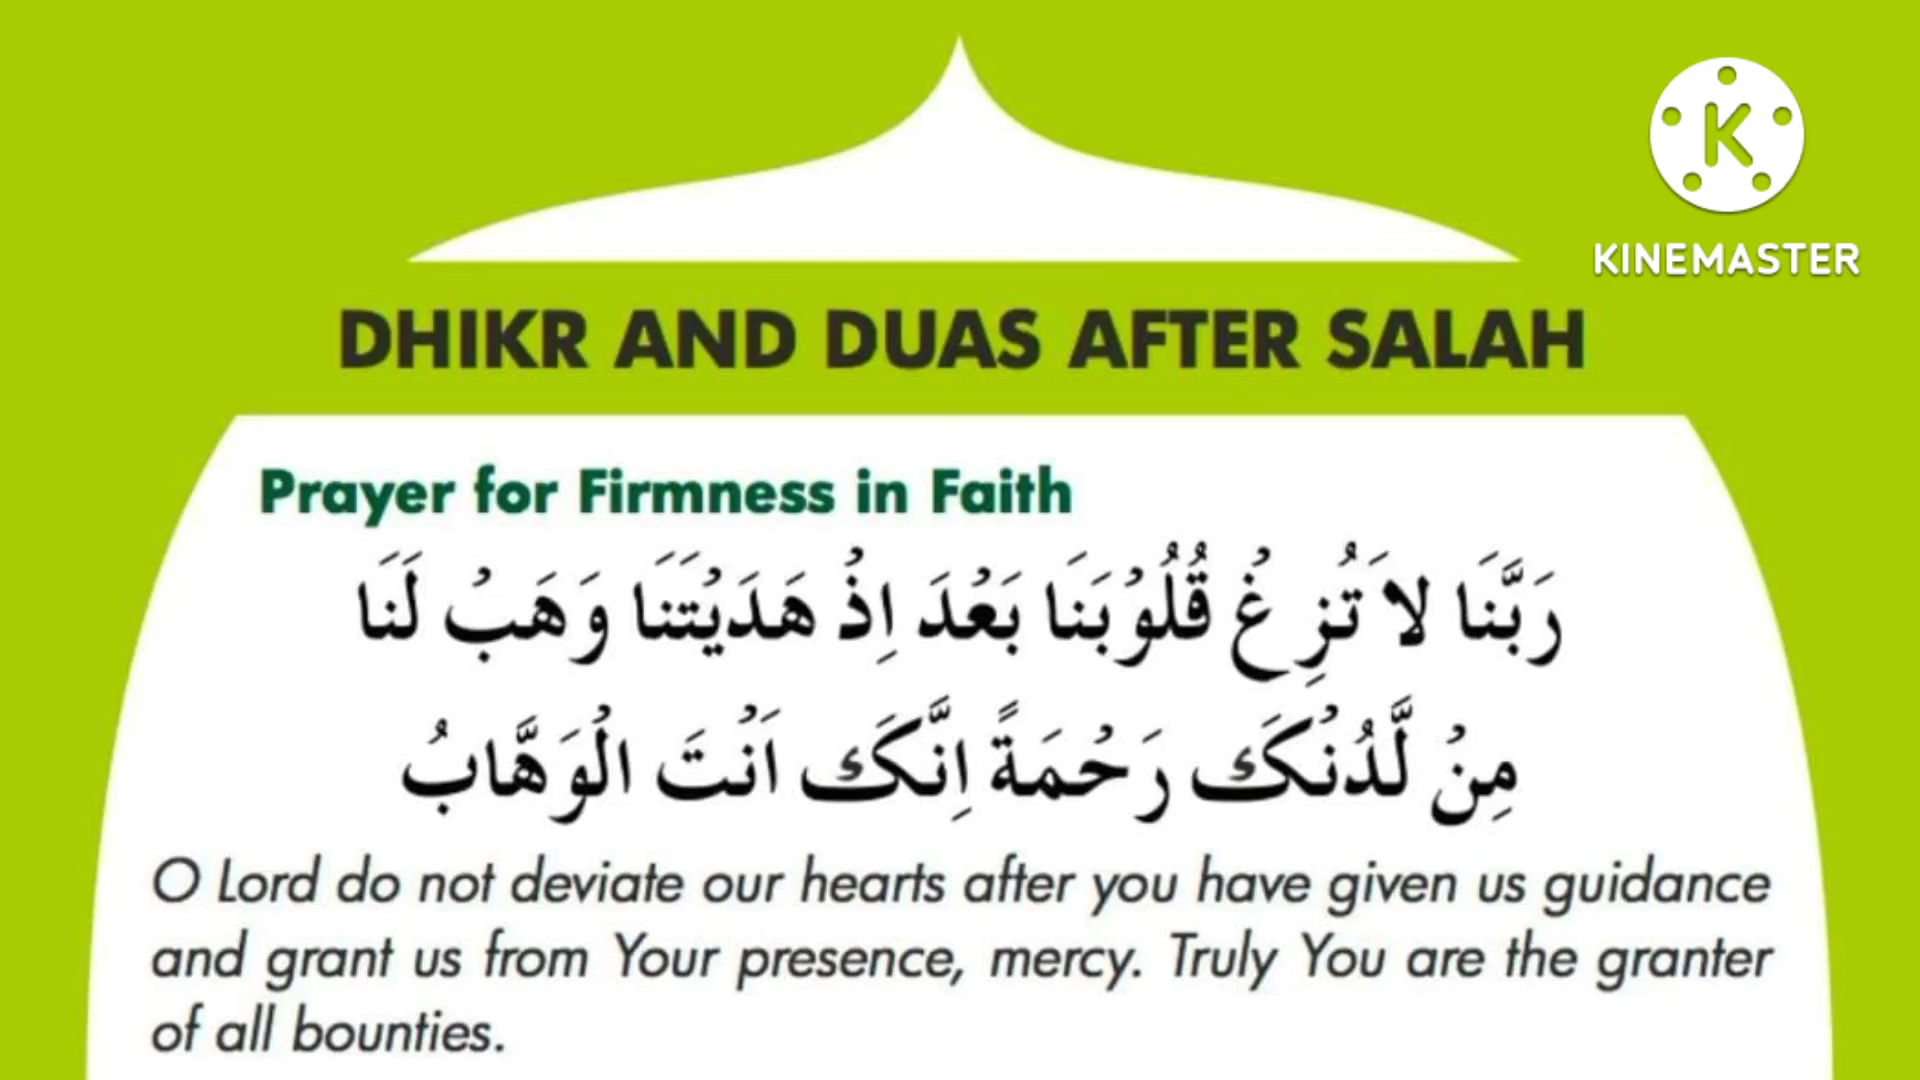 KINEMASTER
DHIKR AND DUAS AFTER SALAH
Prayer for Firmness in Faith
رَبَّنَا لَا تُزِغْ قُلُوْبَنَا بَعْدَ اِذْ هَدَيْتَنَا وَهَبْ لَنَا
مِنْ لَّدُنْكَ رَحْمَةً اِنَّكَ اَنْتَ الْوَهَّابُ
O Lord do not deviate our hearts after you have given us guidance
and grant us from Your presence, mercy. Truly You are the granter
of all bounties.